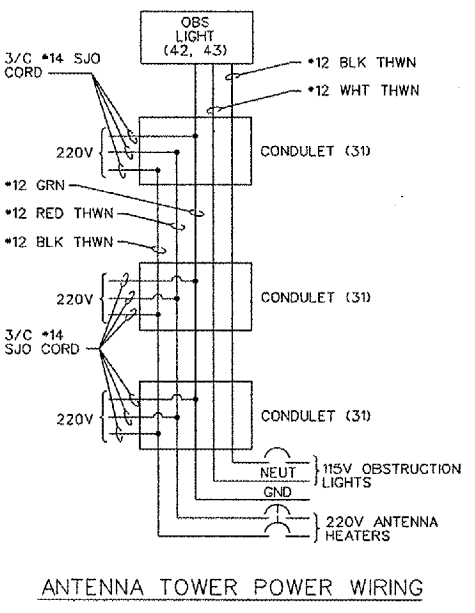 OBS
LIGHT
(42, 43)
3/C *14 SJO
CORD
*12 BLK THWN
*12 WHT THWN
220V
CONDULET (31)
*12 GRN
*12 RED THWN
*12 BLK THWN
220V
CONDULET (31)
3/C *14
SJO CORD
220V
CONDULET (31)
NEUT
115V OBSTRUCTION
LIGHTS
GND
220V ANTENNA
HEATERS
ANTENNA TOWER POWER WIRING